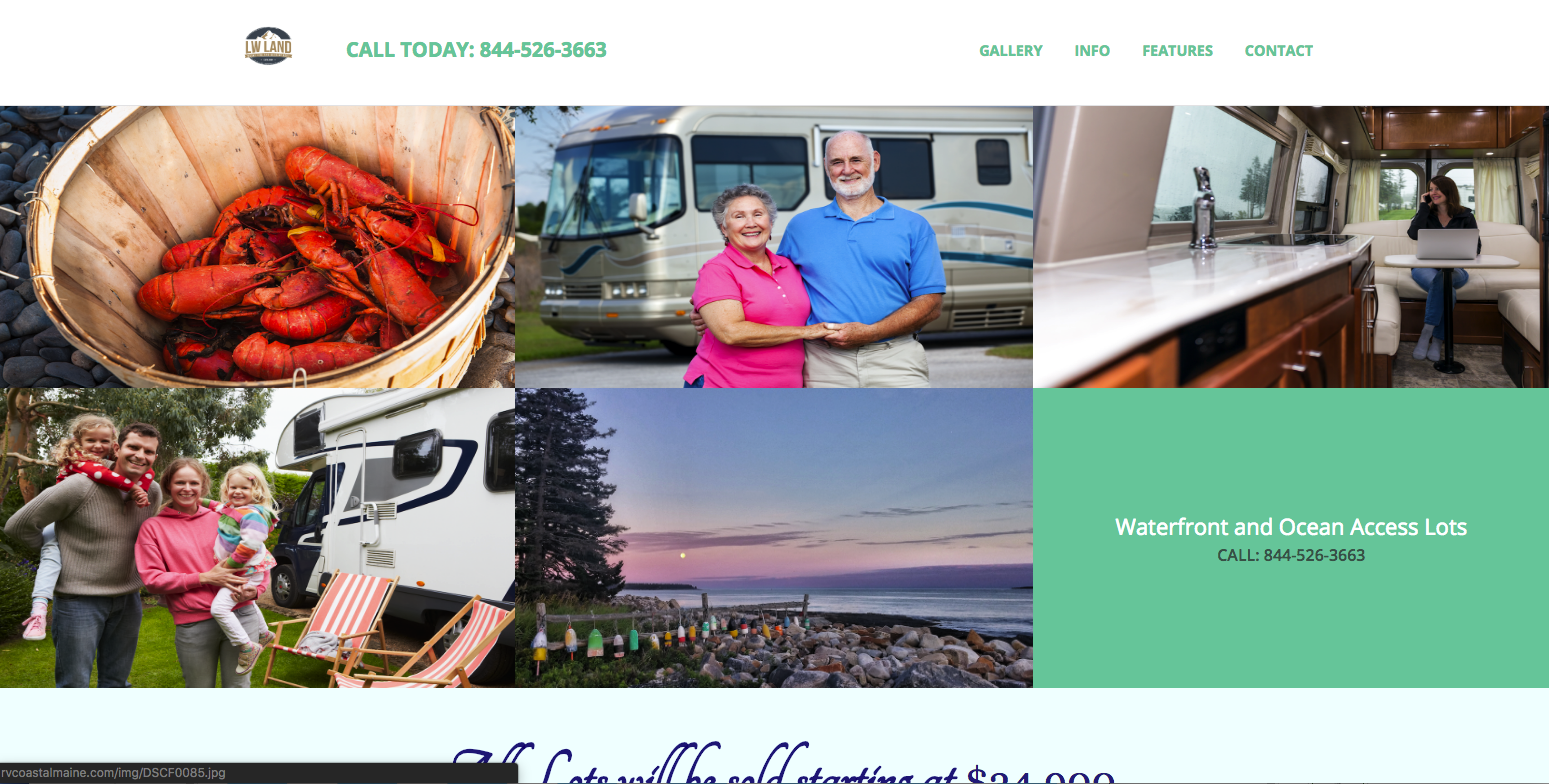 LW LAND
CALL TODAY: 844-526-3663
GALLERY INFO FEATURES CONTACT
Waterfront and Ocean Access Lots
CALL: 844-526-3663
All Lots will be sold starting at $24,999
rvcoastalmaine.com/img/DSCF0085.jpg